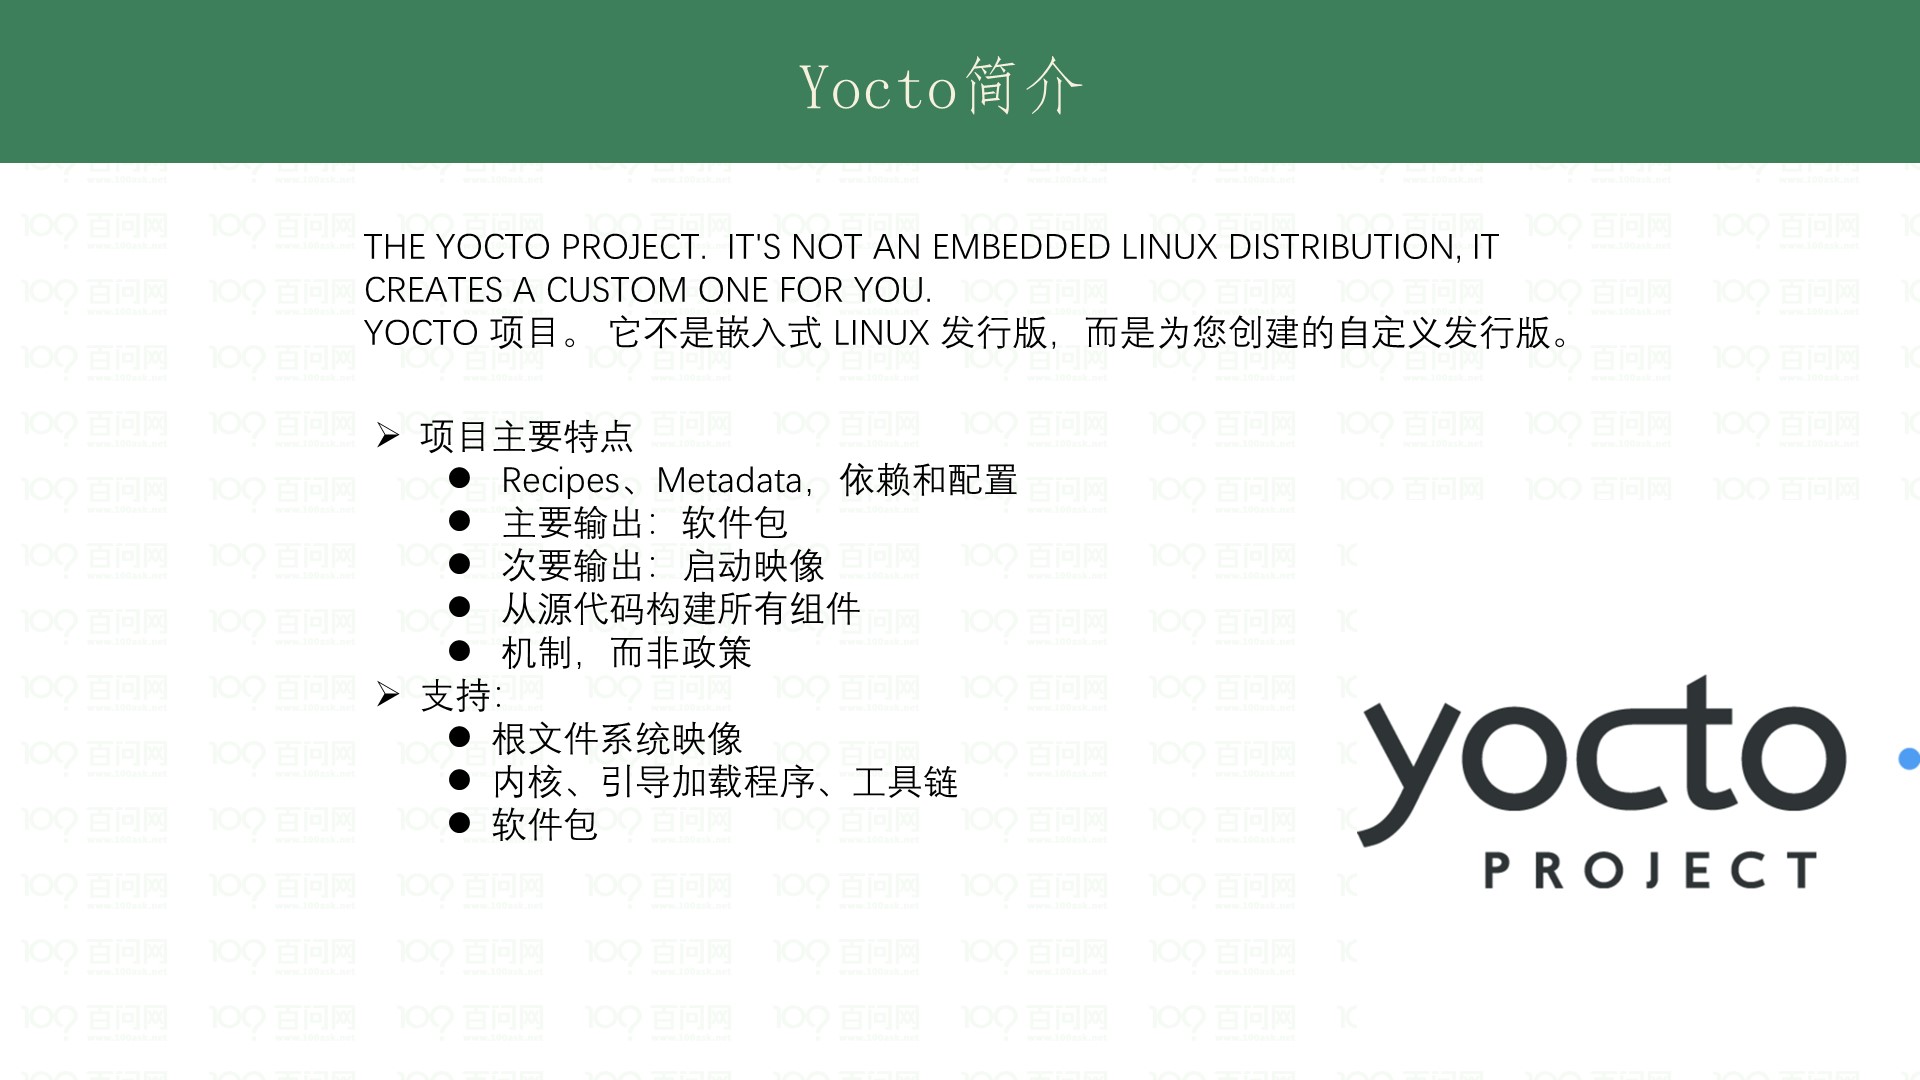 Yocto简介
THE YOCTO PROJECT.  IT'S NOT AN EMBEDDED LINUX DISTRIBUTION, IT
CREATES A CUSTOM ONE FOR YOU.
YOCTO 项目。 它不是嵌入式 LINUX 发行版，而是为您创建的自定义发行版。
➢ 项目主要特点
● Recipes、Metadata，依赖和配置
● 主要输出：软件包
● 次要输出：启动映像
● 从源代码构建所有组件
● 机制，而非政策
➢ 支持：
● 根文件系统映像
● 内核、引导加载程序、工具链
● 软件包
yocto
PROJECT
百问网
www.100ask.net